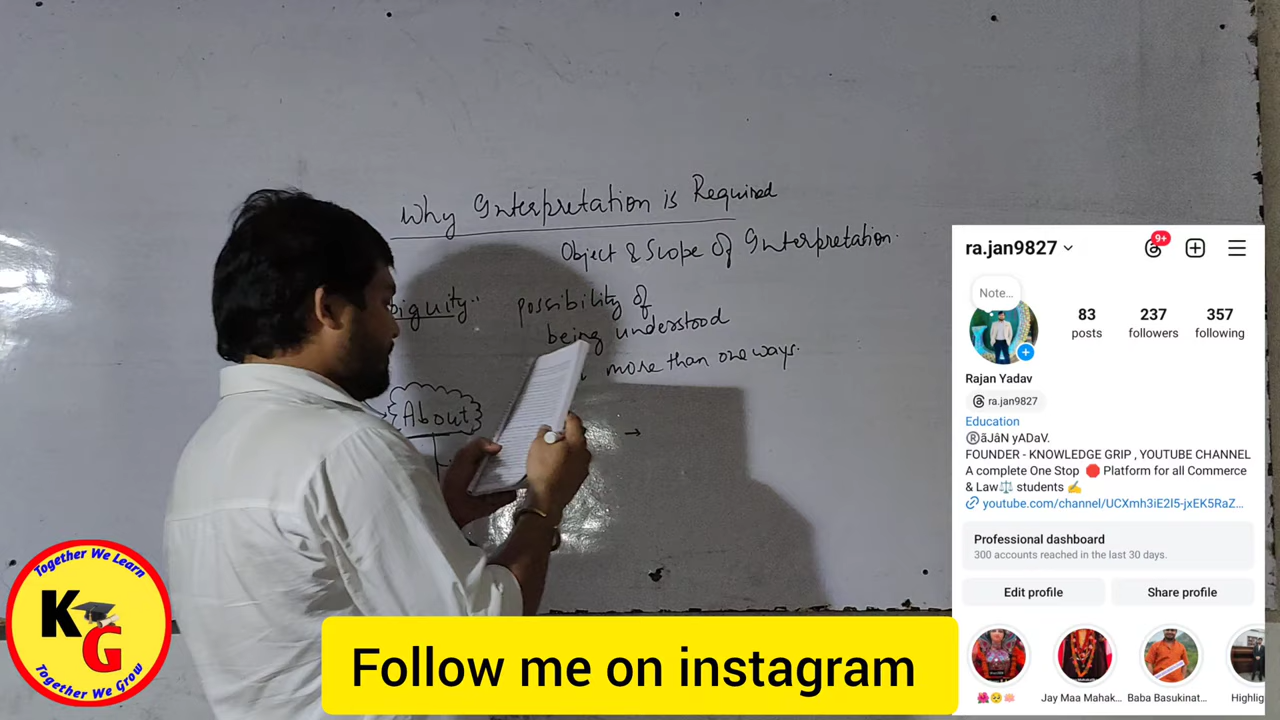 Why Interpretation is Required
Object & Scope of Interpretation.
biguity:-
possibility of
being understood
more than one ways.
About
→
Together We Learn
KG
Together We Grow
Follow me on instagram
ra.jan9827
9+
Note...
83 237 357
posts followers following
Rajan Yadav
ra.jan9827
Education
®ãJâN yADaV.
FOUNDER - KNOWLEDGE GRIP , YOUTUBE CHANNEL
A complete One Stop 🛑 Platform for all Commerce
& Law⚖️ students ✍️
youtube.com/channel/UCXmh3iE2I5-jxEK5RaZ...
Professional dashboard
300 accounts reached in the last 30 days.
Edit profile Share profile
🌺🥺🪷 Jay Maa Mahak... Baba Basukinat... Highlig